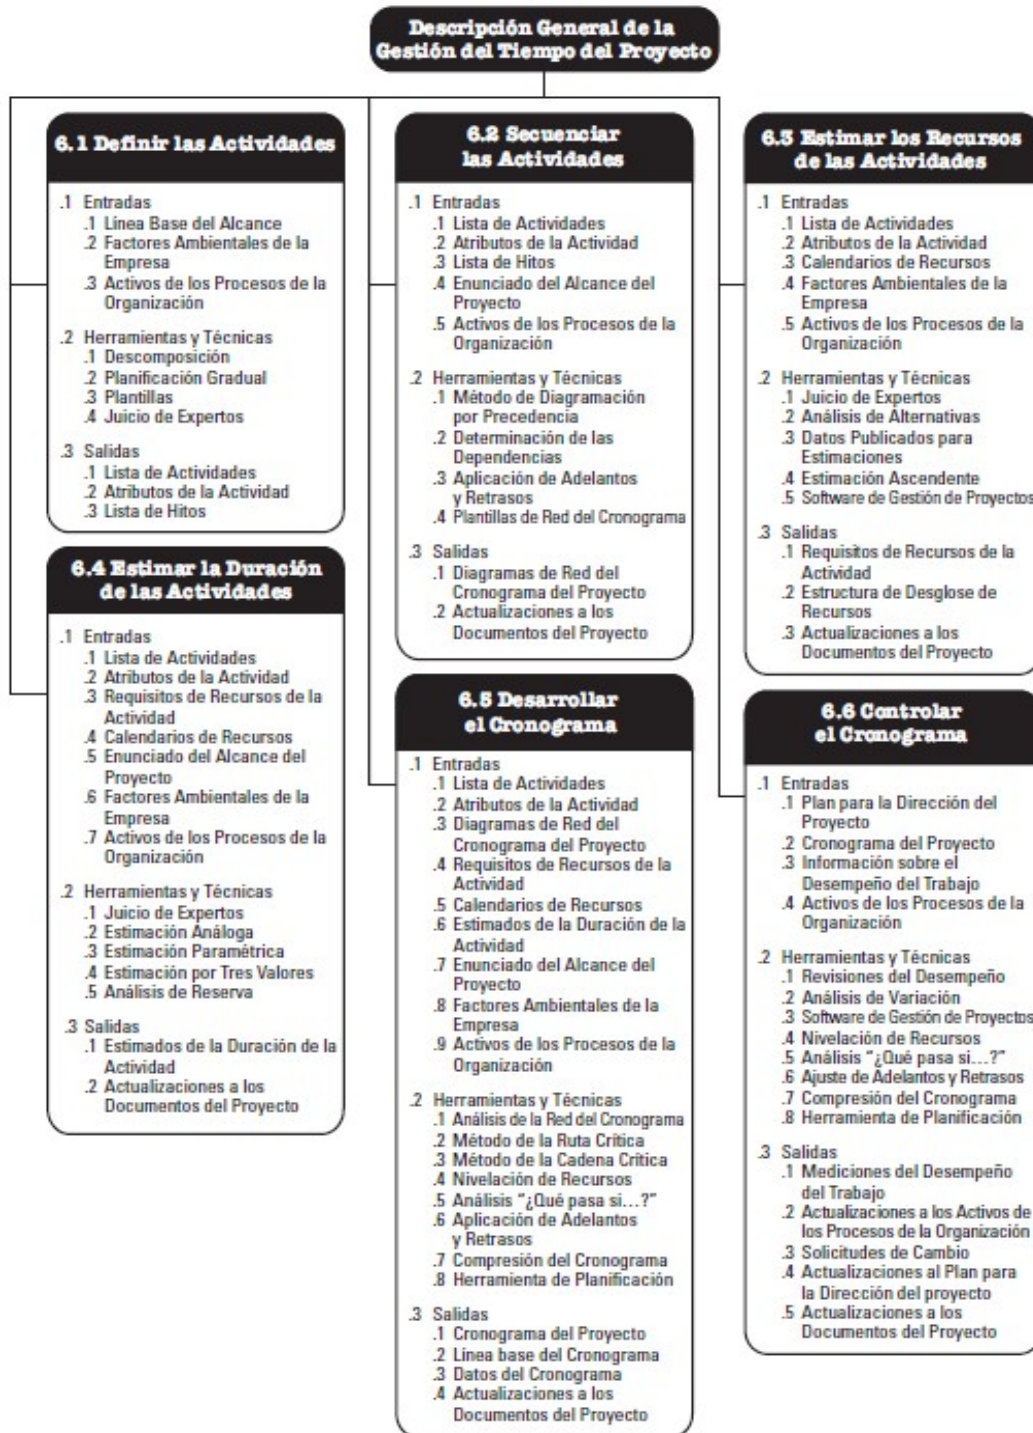 Descripción General de la
Gestión del Tiempo del Proyecto
6.1 Definir las Actividades
.1 Entradas
.1 Línea Base del Alcance
.2 Factores Ambientales de la
Empresa
.3 Activos de los Procesos de la
Organización
.2 Herramientas y Técnicas
.1 Descomposición
.2 Planificación Gradual
.3 Plantillas
.4 Juicio de Expertos
.3 Salidas
.1 Lista de Actividades
.2 Atributos de la Actividad
.3 Lista de Hitos
6.2 Secuenciar
las Actividades
.1 Entradas
.1 Lista de Actividades
.2 Atributos de la Actividad
.3 Lista de Hitos
.4 Enunciado del Alcance del
Proyecto
.5 Activos de los Procesos de la
Organización
.2 Herramientas y Técnicas
.1 Método de Diagramación
por Precedencia
.2 Determinación de las
Dependencias
.3 Aplicación de Adelantos
y Retrasos
.4 Plantillas de Red del Cronograma
.3 Salidas
.1 Diagramas de Red del
Cronograma del Proyecto
.2 Actualizaciones a los
Documentos del Proyecto
6.3 Estimar los Recursos
de las Actividades
.1 Entradas
.1 Lista de Actividades
.2 Atributos de la Actividad
.3 Calendarios de Recursos
.4 Factores Ambientales de la
Empresa
.5 Activos de los Procesos de la
Organización
.2 Herramientas y Técnicas
.1 Juicio de Expertos
.2 Análisis de Alternativas
.3 Datos Publicados para
Estimaciones
.4 Estimación Ascendente
.5 Software de Gestión de Proyectos
.3 Salidas
.1 Requisitos de Recursos de la
Actividad
.2 Estructura de Desglose de
Recursos
.3 Actualizaciones a los
Documentos del Proyecto
6.4 Estimar la Duración
de las Actividades
.1 Entradas
.1 Lista de Actividades
.2 Atributos de la Actividad
.3 Requisitos de Recursos de la
Actividad
.4 Calendarios de Recursos
.5 Enunciado del Alcance del
Proyecto
.6 Factores Ambientales de la
Empresa
.7 Activos de los Procesos de la
Organización
.2 Herramientas y Técnicas
.1 Juicio de Expertos
.2 Estimación Análoga
.3 Estimación Paramétrica
.4 Estimación por Tres Valores
.5 Análisis de Reserva
.3 Salidas
.1 Estimados de la Duración de la
Actividad
.2 Actualizaciones a los
Documentos del Proyecto
6.5 Desarrollar
el Cronograma
.1 Entradas
.1 Lista de Actividades
.2 Atributos de la Actividad
.3 Diagramas de Red del
Cronograma del Proyecto
.4 Requisitos de Recursos de la
Actividad
.5 Calendarios de Recursos
.6 Estimados de la Duración de la
Actividad
.7 Enunciado del Alcance del
Proyecto
.8 Factores Ambientales de la
Empresa
.9 Activos de los Procesos de la
Organización
.2 Herramientas y Técnicas
.1 Análisis de la Red del Cronograma
.2 Método de la Ruta Crítica
.3 Método de la Cadena Crítica
.4 Nivelación de Recursos
.5 Análisis “¿Qué pasa si...?”
.6 Aplicación de Adelantos
y Retrasos
.7 Compresión del Cronograma
.8 Herramienta de Planificación
.3 Salidas
.1 Cronograma del Proyecto
.2 Línea base del Cronograma
.3 Datos del Cronograma
.4 Actualizaciones a los
Documentos del Proyecto
6.6 Controlar
el Cronograma
.1 Entradas
.1 Plan para la Dirección del
Proyecto
.2 Cronograma del Proyecto
.3 Información sobre el
Desempeño del Trabajo
.4 Activos de los Procesos de la
Organización
.2 Herramientas y Técnicas
.1 Revisiones del Desempeño
.2 Análisis de Variación
.3 Software de Gestión de Proyectos
.4 Nivelación de Recursos
.5 Análisis “¿Qué pasa si...?”
.6 Ajuste de Adelantos y Retrasos
.7 Compresión del Cronograma
.8 Herramienta de Planificación
.3 Salidas
.1 Mediciones del Desempeño
del Trabajo
.2 Actualizaciones a los Activos de
los Procesos de la Organización
.3 Solicitudes de Cambio
.4 Actualizaciones al Plan para
la Dirección del proyecto
.5 Actualizaciones a los
Documentos del Proyecto